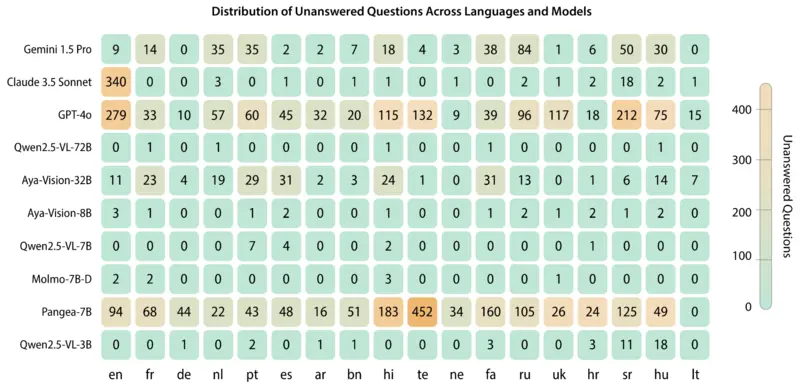 Distribution of Unanswered Questions Across Languages and Models
Gemini 1.5 Pro 9 14 0 35 35 2 2 7 18 4 3 38 84 1 6 50 30 0
Claude 3.5 Sonnet 340 0 0 3 0 1 0 1 1 1 0 0 2 1 2 18 2 1
GPT-4o 279 33 10 57 60 45 32 20 115 132 9 39 96 117 18 212 75 15
Qwen2.5-VL-72B 0 1 0 1 0 0 0 0 1 0 0 1 0 0 0 0 1 0
Aya-Vision-32B 11 23 4 19 29 31 2 3 24 1 0 31 13 0 1 6 14 7
Aya-Vision-8B 3 1 0 0 1 2 0 0 1 0 0 1 2 1 2 1 2 0
Qwen2.5-VL-7B 0 0 0 0 7 4 0 0 2 0 0 0 0 0 1 0 0 0
Molmo-7B-D 2 2 0 0 0 0 0 0 3 0 0 0 0 1 0 0 0 0
Pangea-7B 94 68 44 22 43 48 16 51 183 452 34 160 105 26 24 125 49 0
Qwen2.5-VL-3B 0 0 1 0 2 0 1 1 0 0 0 3 0 0 3 11 18 0
en fr de nl pt es ar bn hi te ne fa ru uk hr sr hu lt
400
300
200
100
0
Unanswered Questions